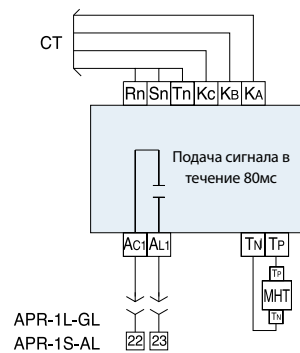 CT
Rn Sn Tn Kc KB KA
Подача сигнала в
течение 80мс
AC1 AL1 TN TP
TP
МНТ
TN
APR-1L-GL
APR-1S-AL
22 23